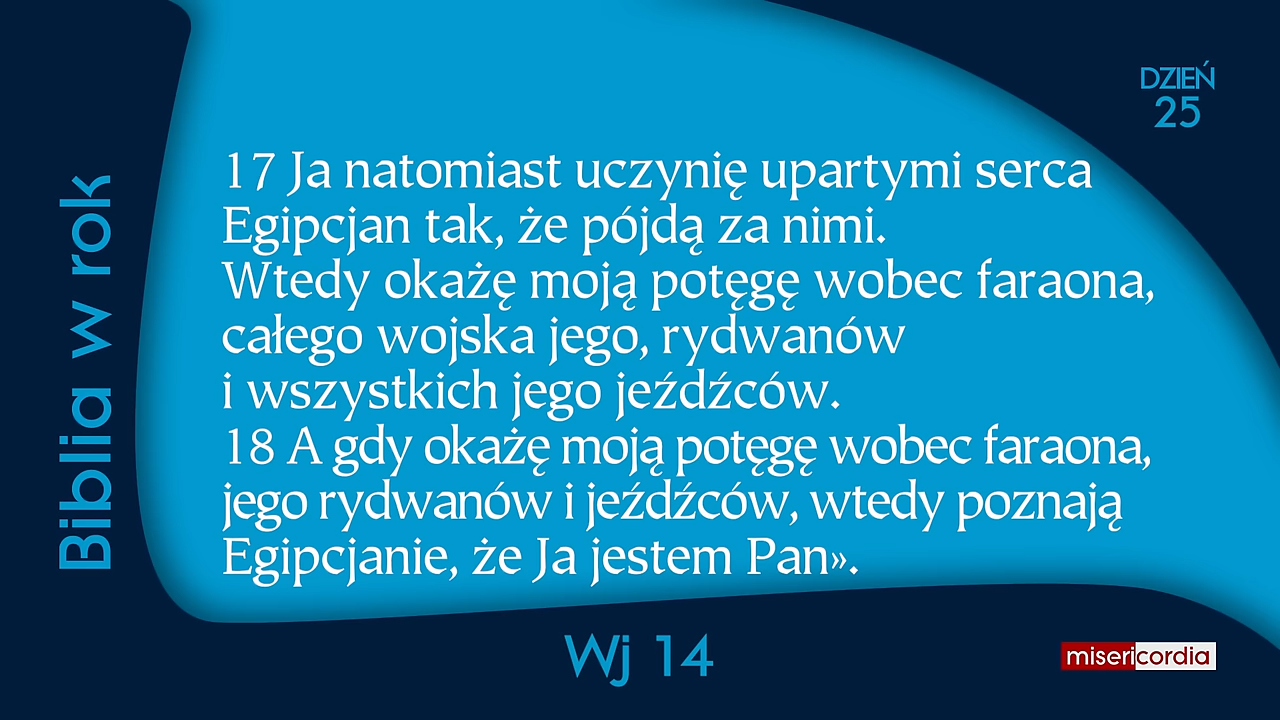 DZIEŃ
25
Biblia w rok
17 Ja natomiast uczynię upartymi serca
Egipcjan tak, że pójdą za nimi.
Wtedy okażę moją potęgę wobec faraona,
całego wojska jego, rydwanów
i wszystkich jego jeźdźców.
18 A gdy okażę moją potęgę wobec faraona,
jego rydwanów i jeźdźców, wtedy poznają
Egipcjanie, że Ja jestem Pan».
Wj 14
misericordia